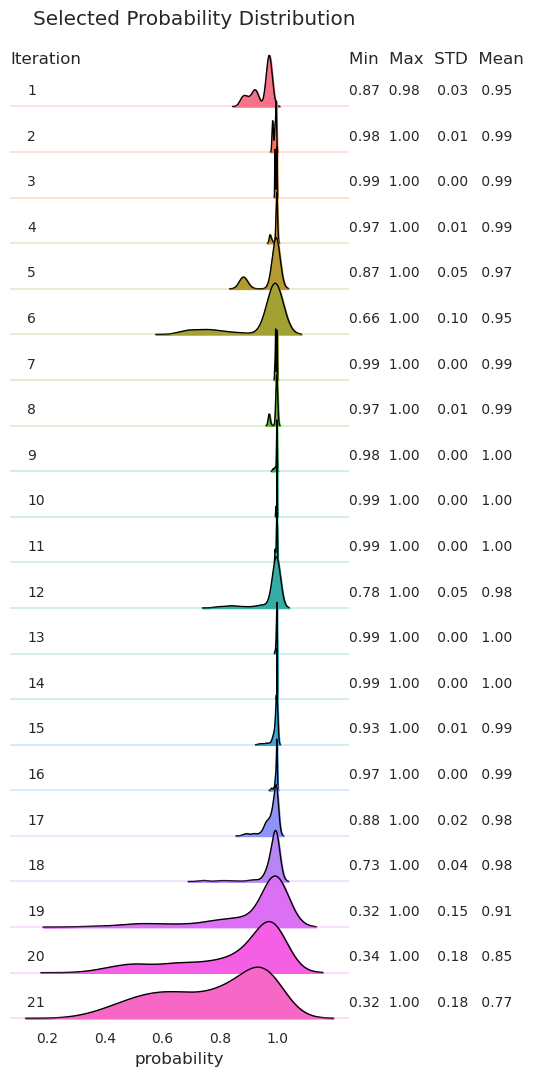 Selected Probability Distribution
Iteration Min Max STD Mean
1 0.87 0.98 0.03 0.95
2 0.98 1.00 0.01 0.99
3 0.99 1.00 0.00 0.99
4 0.97 1.00 0.01 0.99
5 0.87 1.00 0.05 0.97
6 0.66 1.00 0.10 0.95
7 0.99 1.00 0.00 0.99
8 0.97 1.00 0.01 0.99
9 0.98 1.00 0.00 1.00
10 0.99 1.00 0.00 1.00
11 0.99 1.00 0.00 1.00
12 0.78 1.00 0.05 0.98
13 0.99 1.00 0.00 1.00
14 0.99 1.00 0.00 1.00
15 0.93 1.00 0.01 0.99
16 0.97 1.00 0.00 0.99
17 0.88 1.00 0.02 0.98
18 0.73 1.00 0.04 0.98
19 0.32 1.00 0.15 0.91
20 0.34 1.00 0.18 0.85
21 0.32 1.00 0.18 0.77
0.2 0.4 0.6 0.8 1.0
probability